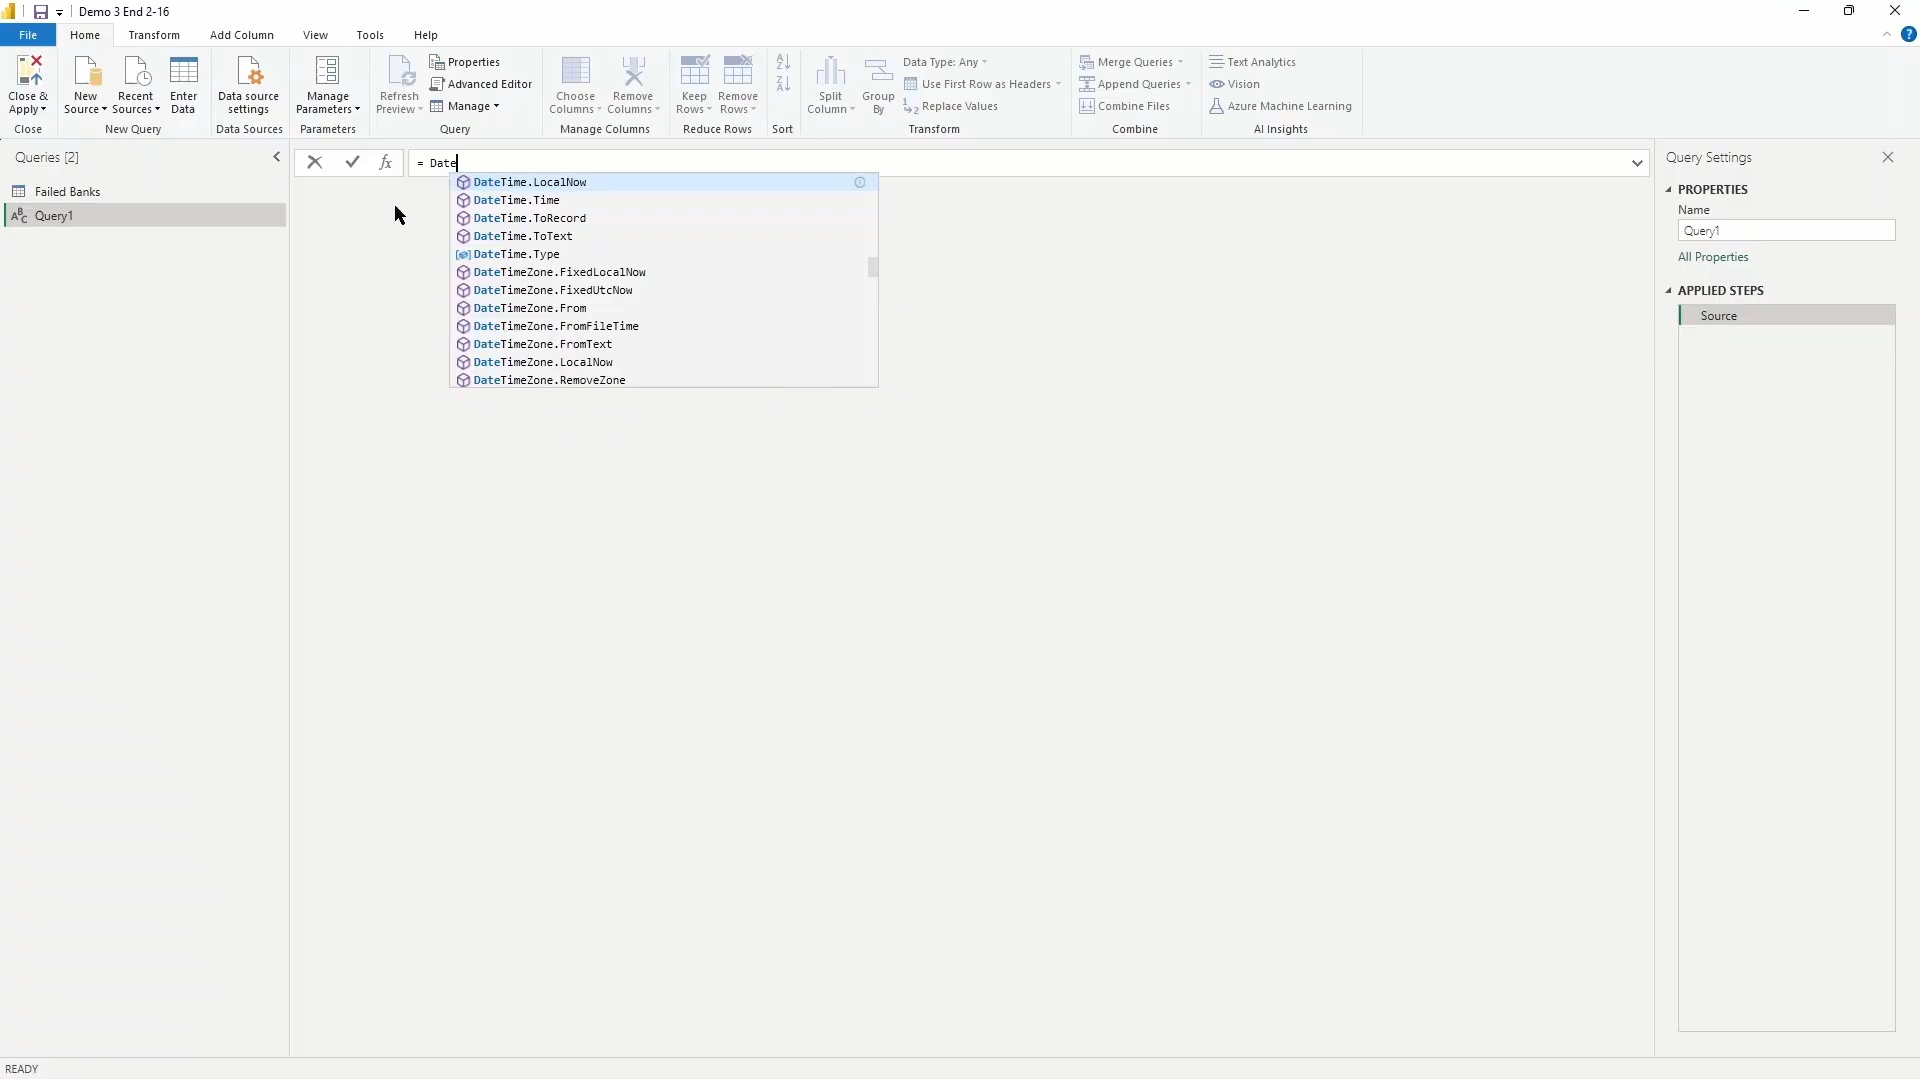 Demo 3 End 2-16
File
Home
Transform
Add Column
View
Tools
Help
?
Close & Apply
New Source
Recent Sources
Enter Data
Data source settings
Manage Parameters
Refresh Preview
Properties
Advanced Editor
Manage
Choose Columns
Remove Columns
Keep Rows
Remove Rows
Split Column
Group By
Data Type: Any
Use First Row as Headers
Replace Values
Merge Queries
Append Queries
Combine Files
Text Analytics
Vision
Azure Machine Learning
Close
New Query
Data Sources
Parameters
Query
Manage Columns
Reduce Rows
Sort
Transform
Combine
AI Insights
Queries [2]
Failed Banks
Query1
fx
= Date
DateTime.LocalNow
DateTime.Time
DateTime.ToRecord
DateTime.ToText
DateTime.Type
DateTimeZone.FixedLocalNow
DateTimeZone.FixedUtcNow
DateTimeZone.From
DateTimeZone.FromFileTime
DateTimeZone.FromText
DateTimeZone.LocalNow
DateTimeZone.RemoveZone
Query Settings
PROPERTIES
Name
Query1
All Properties
APPLIED STEPS
Source
READY